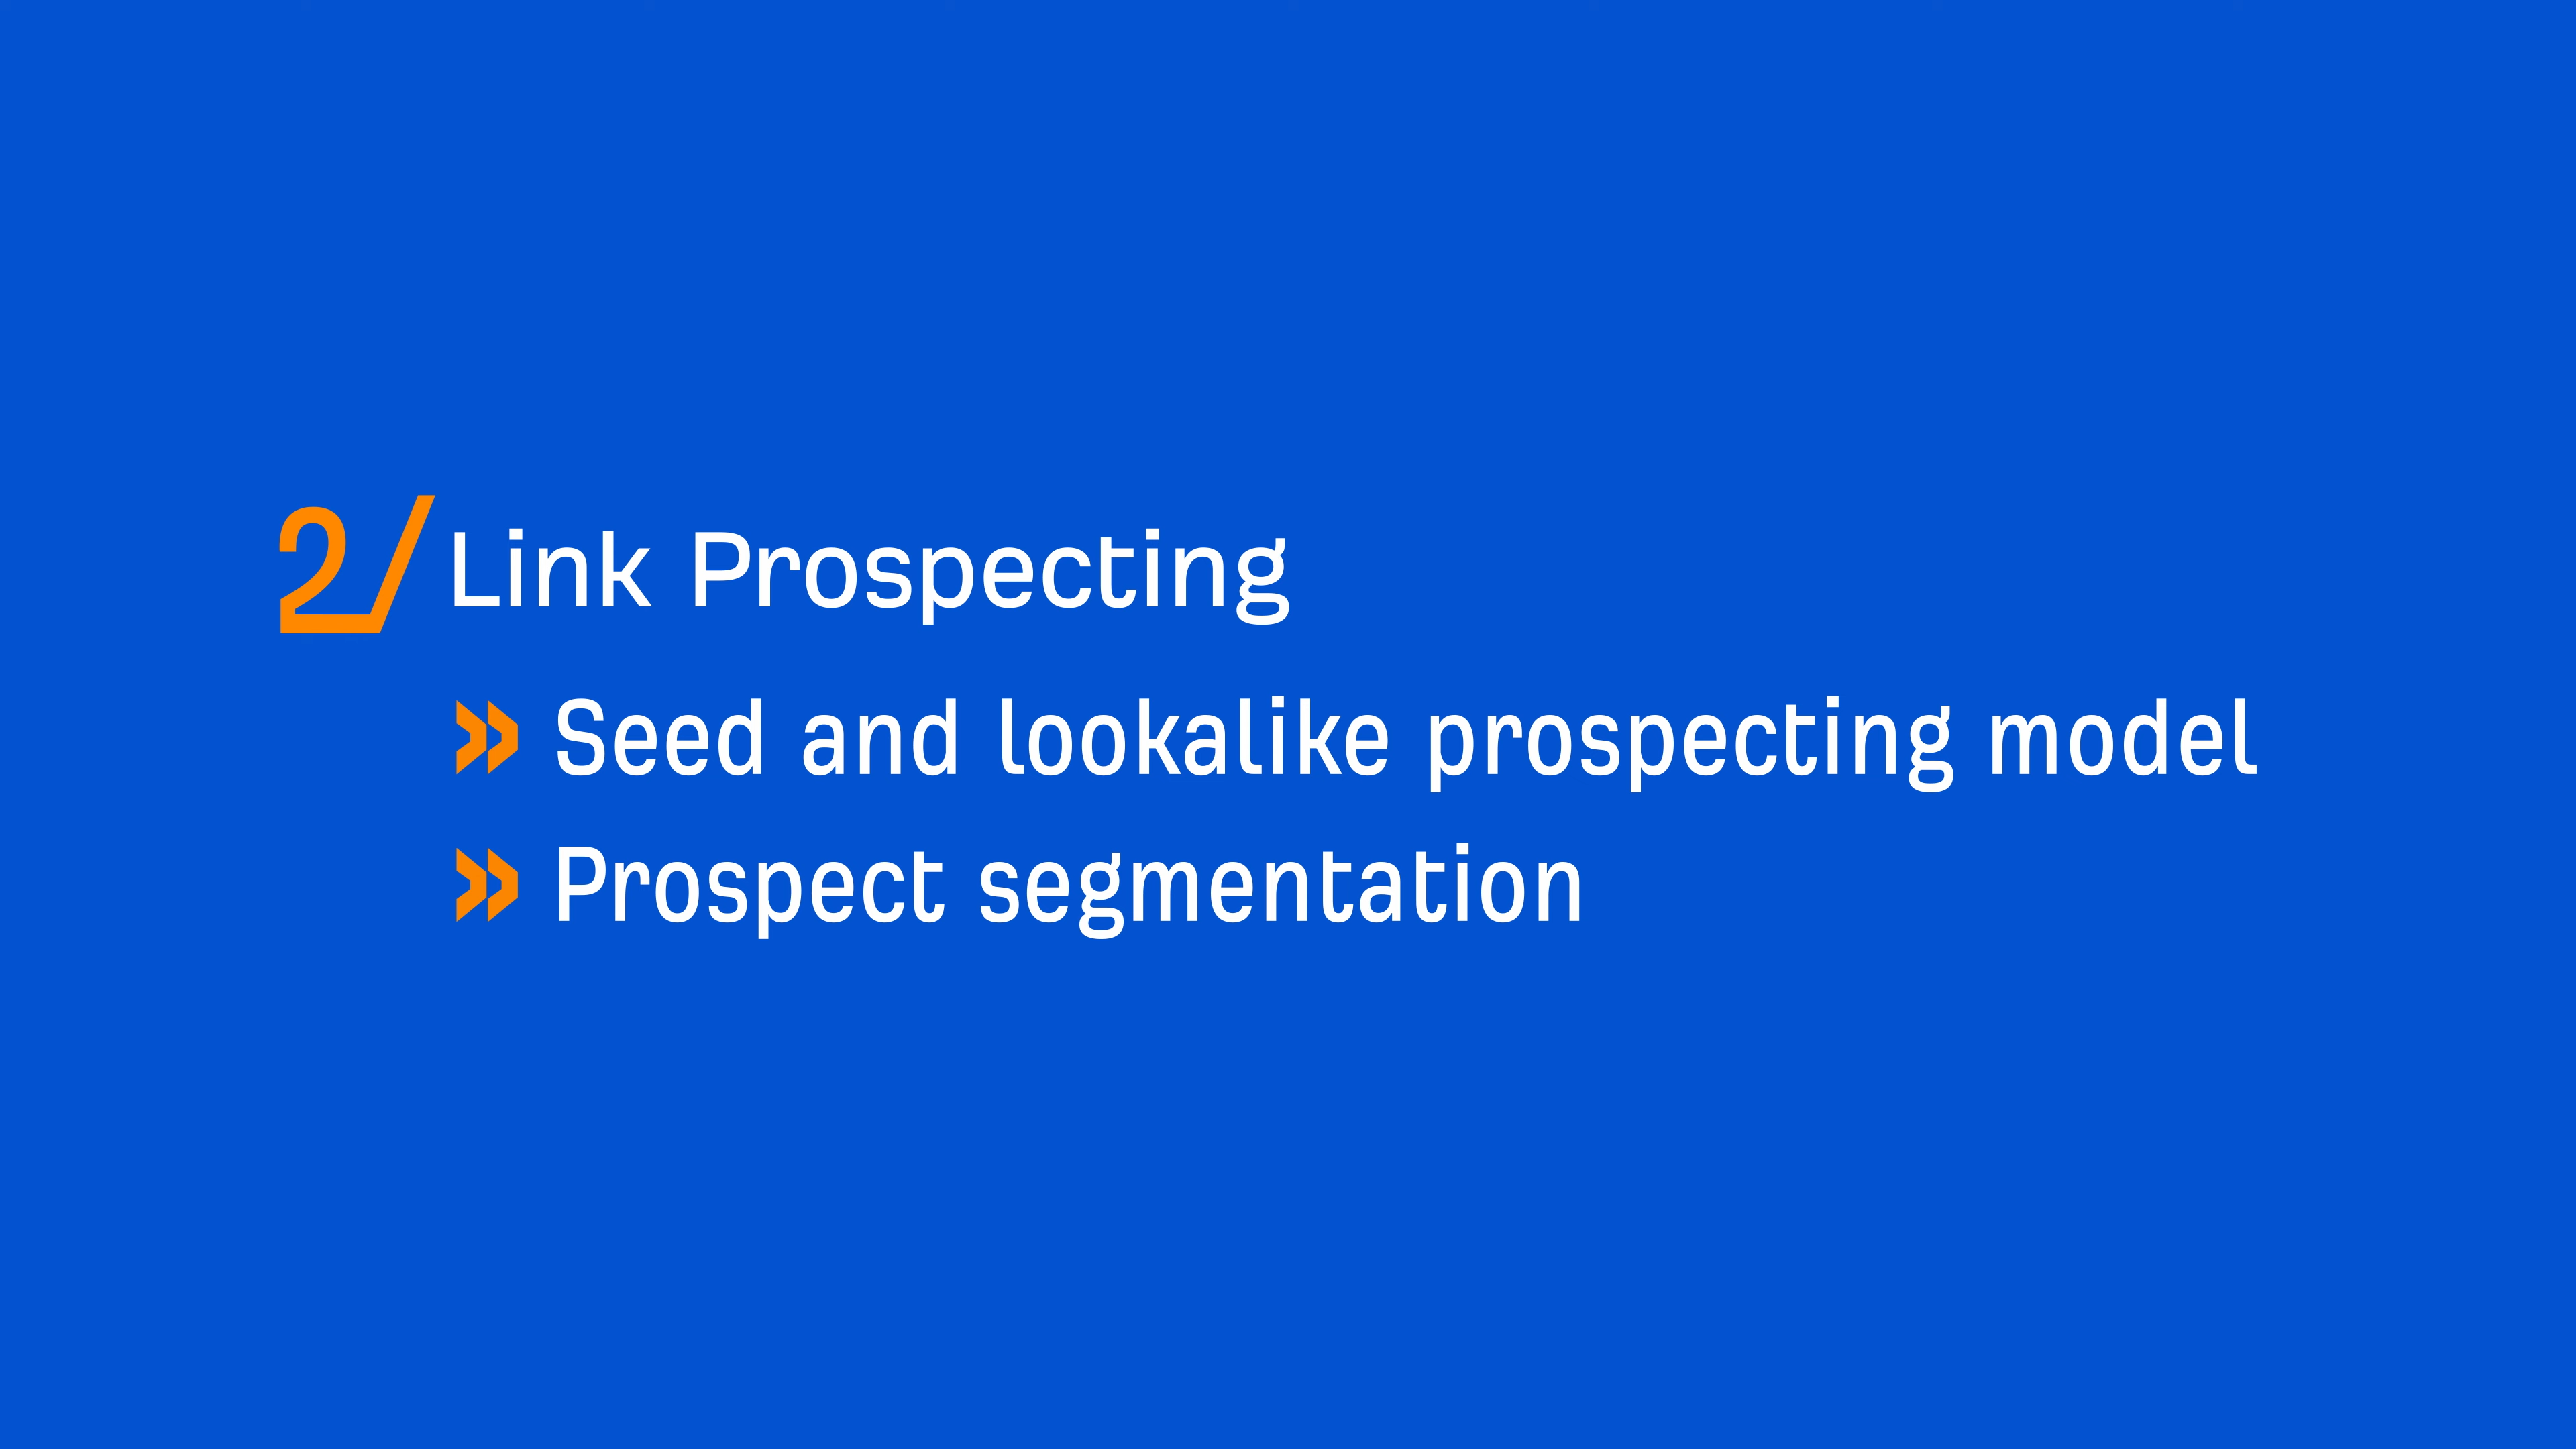 2/ Link Prospecting
» Seed and lookalike prospecting model
» Prospect segmentation